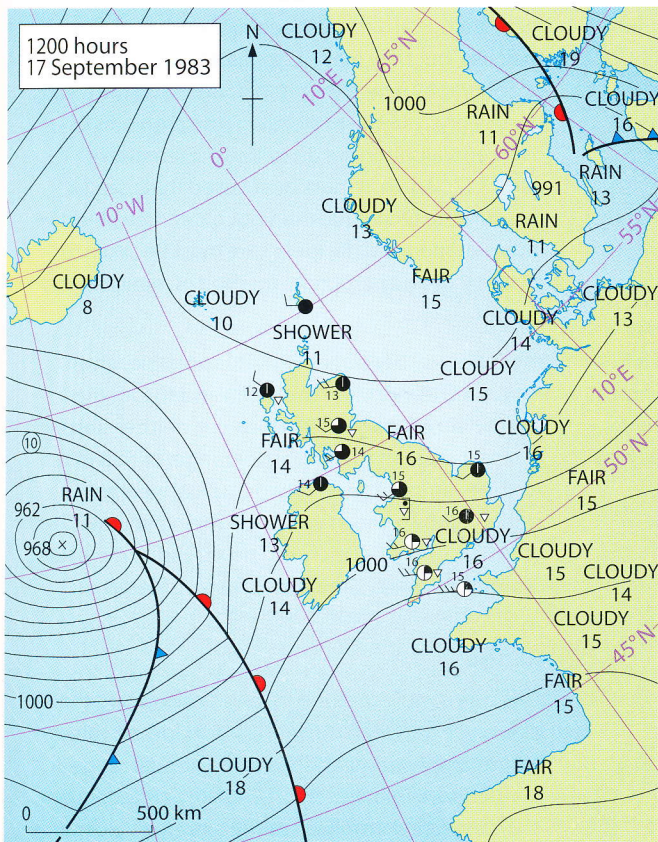 1200 hours
17 September 1983
N
CLOUDY
12
10°E
65°N
1000
CLOUDY
19
CLOUDY
16
RAIN
11
60°N
0°
10°W
991
RAIN
13
RAIN
11
55°N
CLOUDY
13
CLOUDY
8
CLOUDY
10
FAIR
15
CLOUDY
13
CLOUDY
14
SHOWER
11
CLOUDY
15
10°E
12
13
15
FAIR
14
14
FAIR
16
CLOUDY
16
50°N
15
15
FAIR
15
10
962
RAIN
11
968
14
SHOWER
13
16
16
CLOUDY
16
1000
16
15
CLOUDY
15
CLOUDY
14
CLOUDY
14
CLOUDY
15
45°N
CLOUDY
16
FAIR
15
1000
CLOUDY
18
FAIR
18
0
500 km